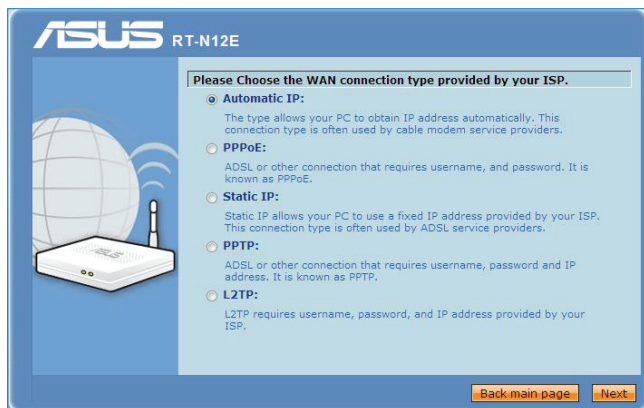 ASUS RT-N12E
Please Choose the WAN connection type provided by your ISP.
Automatic IP:
The type allows your PC to obtain IP address automatically. This
connection type is often used by cable modem service providers.
PPPoE:
ADSL or other connection that requires username, and password. It is
known as PPPoE.
Static IP:
Static IP allows your PC to use a fixed IP address provided by your ISP.
This connection type is often used by ADSL service providers.
PPTP:
ADSL or other connection that requires username, password and IP
address. It is known as PPTP.
L2TP:
L2TP requires username, password, and IP address provided by your
ISP.
ASUS
Back main page Next